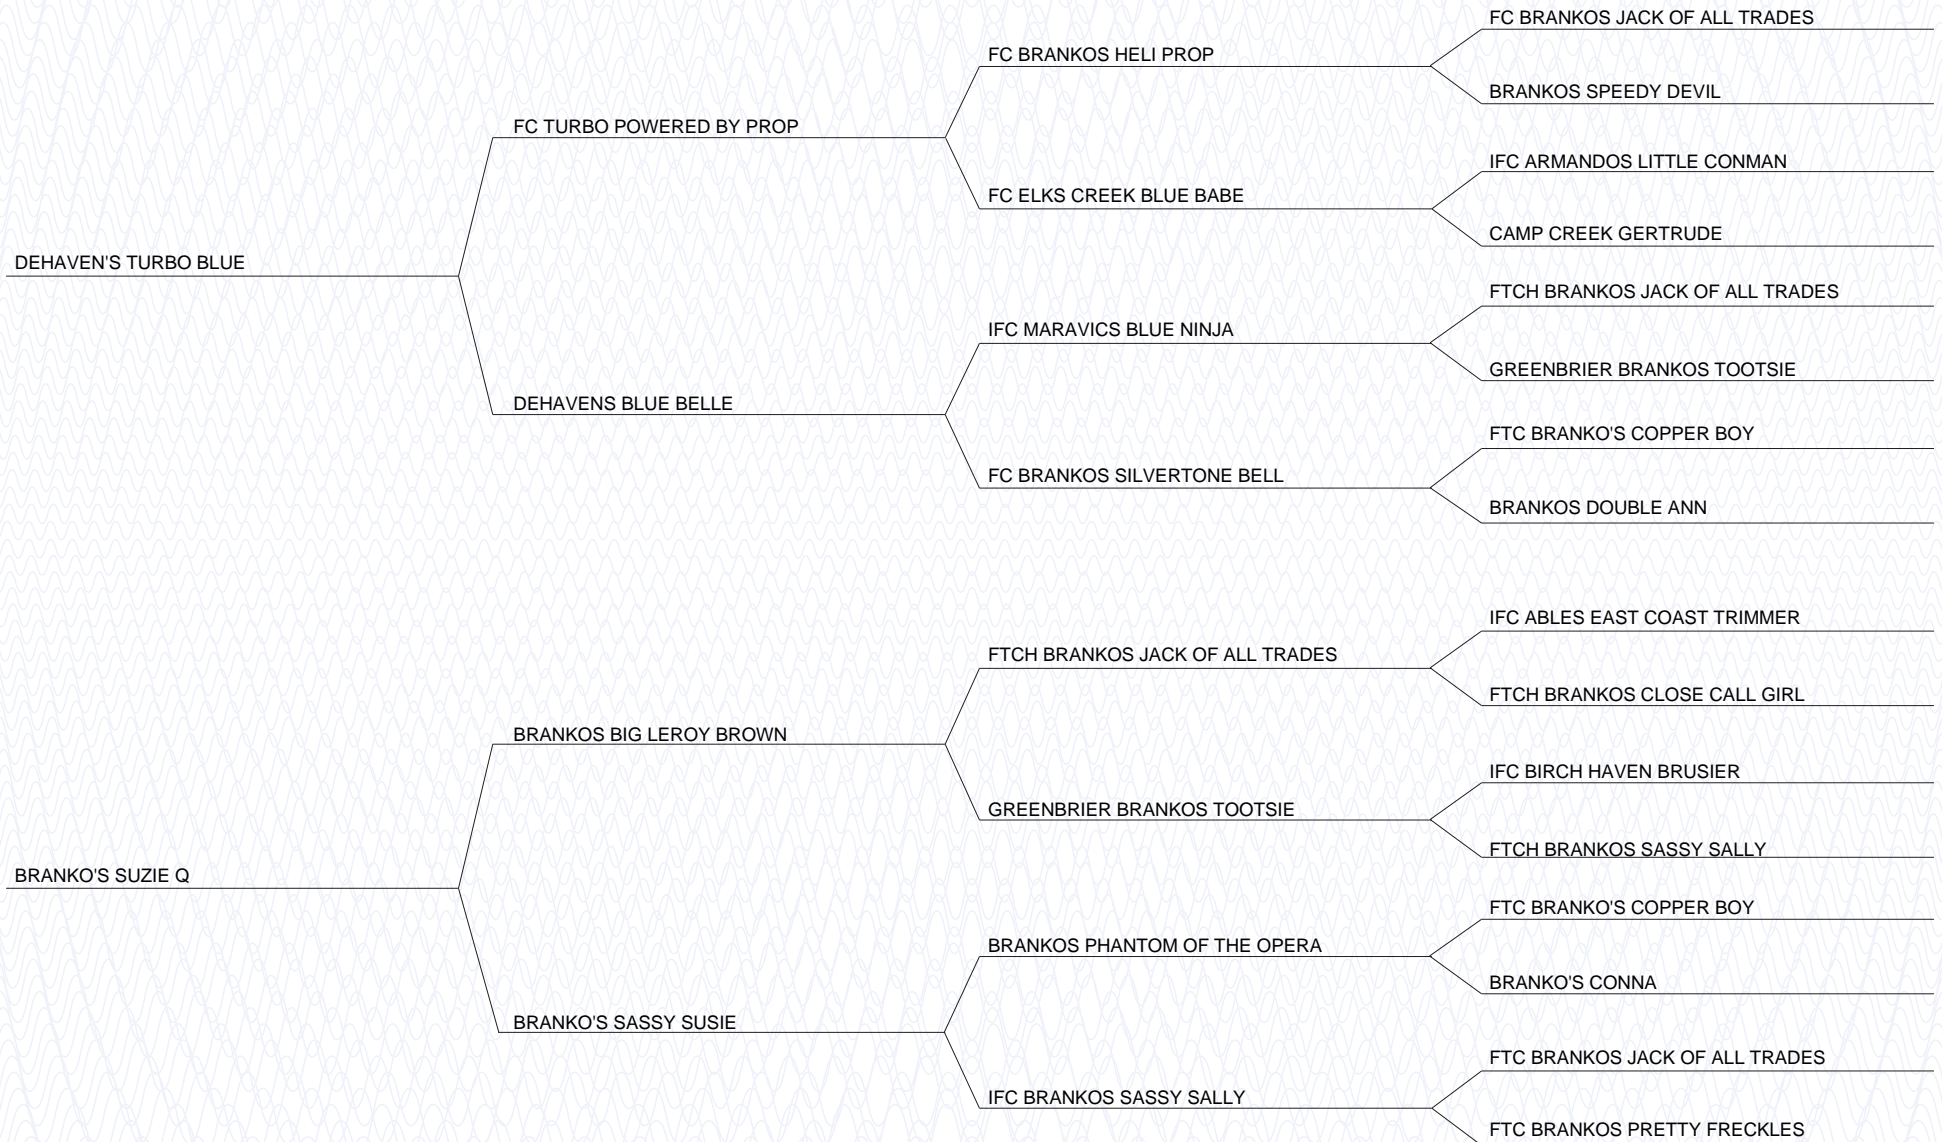 FC BRANKOS JACK OF ALL TRADES
FC BRANKOS HELI PROP
BRANKOS SPEEDY DEVIL
FC TURBO POWERED BY PROP
IFC ARMANDOS LITTLE CONMAN
FC ELKS CREEK BLUE BABE
CAMP CREEK GERTRUDE
DEHAVEN'S TURBO BLUE
FTCH BRANKOS JACK OF ALL TRADES
IFC MARAVICS BLUE NINJA
GREENBRIER BRANKOS TOOTSIE
DEHAVENS BLUE BELLE
FTC BRANKO'S COPPER BOY
FC BRANKOS SILVERTONE BELL
BRANKOS DOUBLE ANN
IFC ABLES EAST COAST TRIMMER
FTCH BRANKOS JACK OF ALL TRADES
FTCH BRANKOS CLOSE CALL GIRL
BRANKOS BIG LEROY BROWN
IFC BIRCH HAVEN BRUSIER
GREENBRIER BRANKOS TOOTSIE
FTCH BRANKOS SASSY SALLY
BRANKO'S SUZIE Q
FTC BRANKO'S COPPER BOY
BRANKOS PHANTOM OF THE OPERA
BRANKO'S CONNA
BRANKO'S SASSY SUSIE
FTC BRANKOS JACK OF ALL TRADES
IFC BRANKOS SASSY SALLY
FTC BRANKOS PRETTY FRECKLES